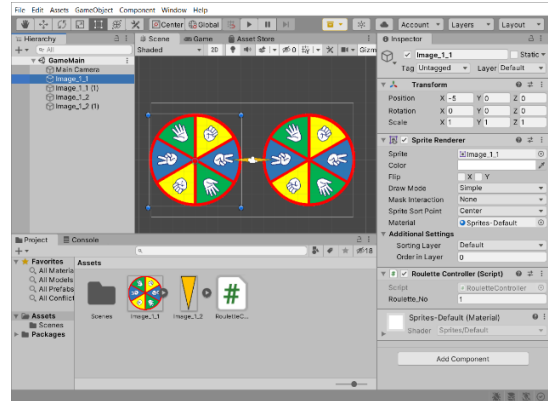 File Edit Assets GameObject Component Window Help
Center Global Account Layers Layout
Hierarchy
All
GameMain
Main Camera
Image_1_1
Image_1_1 (1)
Image_1_2
Image_1_2 (1)
Scene Game Asset Store
Shaded 2D 0 Gizm
Project Console
18
Favorites
All Materia
All Models
All Prefabs
All Conflict
Assets
Scenes
Packages
Assets
Scenes Image_1_1 Image_1_2 RouletteC...
Inspector
Image_1_1 Static
Tag Untagged Layer Default
Transform
Position X -5 Y 0 Z 0
Rotation X 0 Y 0 Z 0
Scale X 1 Y 1 Z 1
Sprite Renderer
Sprite Image_1_1
Color
Flip X Y
Draw Mode Simple
Mask Interaction None
Sprite Sort Point Center
Material Sprites-Default
Additional Settings
Sorting Layer Default
Order in Layer 0
# Roulette Controller (Script)
Script RouletteController
Roulette_No 1
Sprites-Default (Material)
Shader Sprites/Default
Add Component